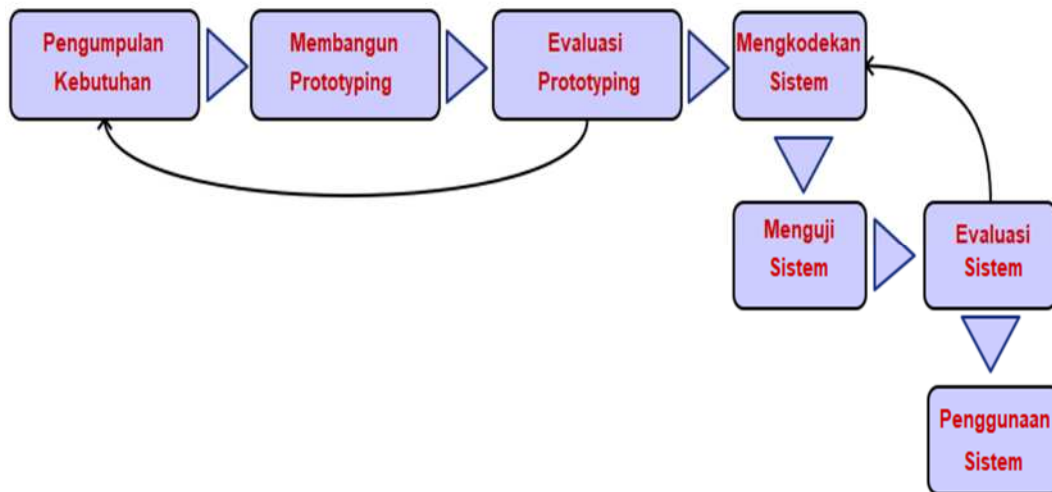 Pengumpulan
Kebutuhan
Membangun
Prototyping
Evaluasi
Prototyping
Mengkodekan
Sistem
Menguji
Sistem
Evaluasi
Sistem
Penggunaan
Sistem